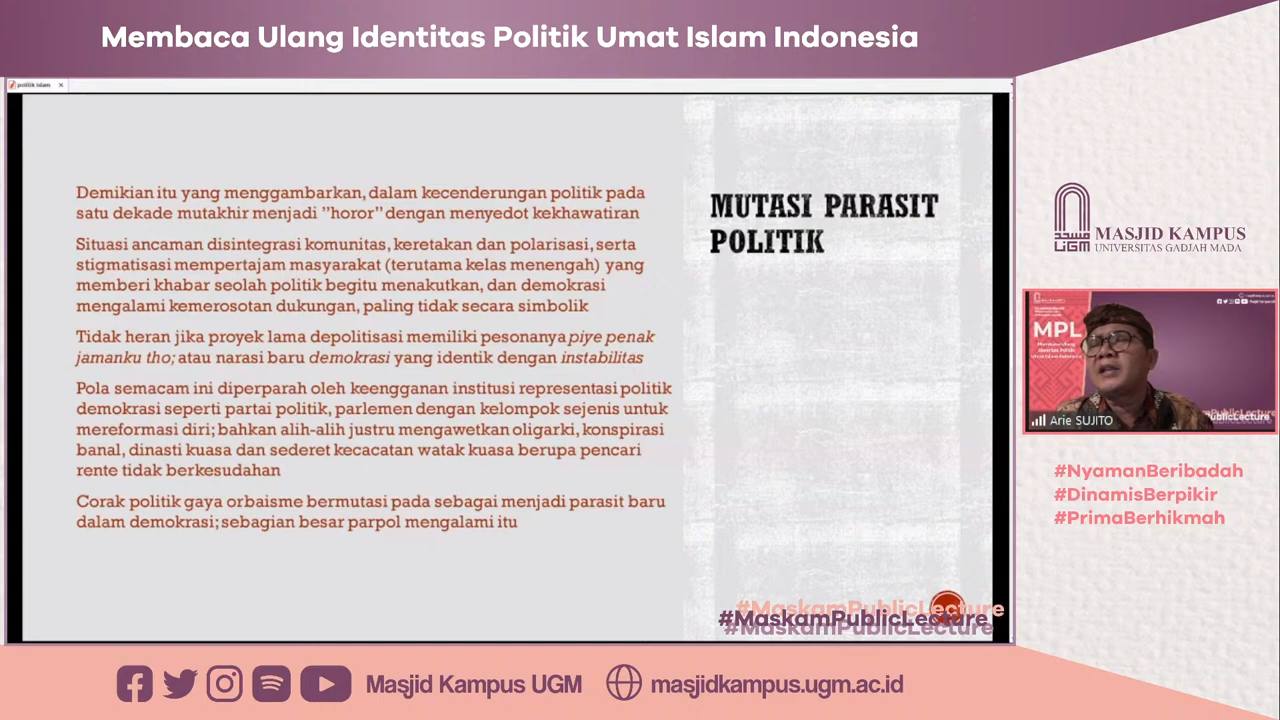 Membaca Ulang Identitas Politik Umat Islam Indonesia
politik islam
Demikian itu yang menggambarkan, dalam kecenderungan politik pada
satu dekade mutakhir menjadi "horor" dengan menyedot kekhawatiran
Situasi ancaman disintegrasi komunitas, keretakan dan polarisasi, serta
stigmatisasi mempertajam masyarakat (terutama kelas menengah) yang
memberi khabar seolah politik begitu menakutkan, dan demokrasi
mengalami kemerosotan dukungan, paling tidak secara simbolik
Tidak heran jika proyek lama depolitisasi memiliki pesonanya piye penak
jamanku tho; atau narasi baru demokrasi yang identik dengan instabilitas
Pola semacam ini diperparah oleh keengganan institusi representasi politik
demokrasi seperti partai politik, parlemen dengan kelompok sejenis untuk
mereformasi diri; bahkan alih-alih justru mengawetkan oligarki, konspirasi
banal, dinasti kuasa dan sederet kecacatan watak kuasa berupa pencari
rente tidak berkesudahan
Corak politik gaya orbaisme bermutasi pada sebagai menjadi parasit baru
dalam demokrasi; sebagian besar parpol mengalami itu
MUTASI PARASIT
POLITIK
#MaskamPublicLecture
#MaskamPublicLecture
#MaskamPublicLecture
UGM
MASJID KAMPUS
UNIVERSITAS GADJAH MADA
MPL
PublicLecture
Arie SUJITO
#NyamanBeribadah
#DinamisBerpikir
#PrimaBerhikmah
Masjid Kampus UGM
masjidkampus.ugm.ac.id